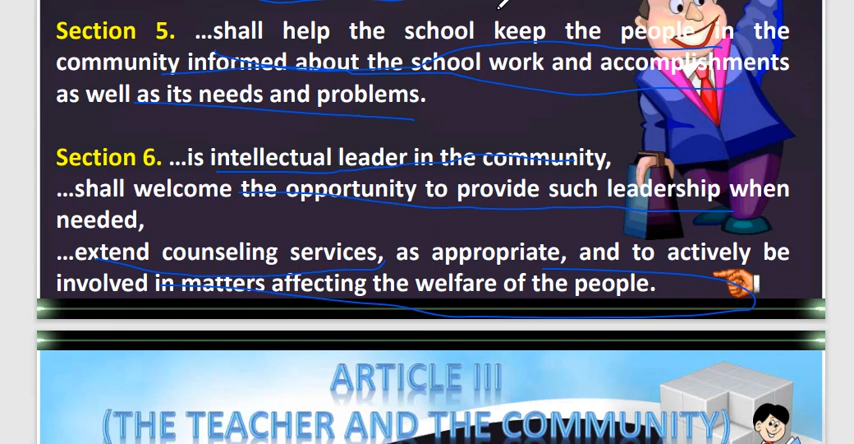 Section 5. ...shall help the school keep the people in the
community informed about the school work and accomplishments
as well as its needs and problems.
Section 6. ...is intellectual leader in the community,
...shall welcome the opportunity to provide such leadership when
needed,
...extend counseling services, as appropriate, and to actively be
involved in matters affecting the welfare of the people.
ARTICLE III
(THE TEACHER AND THE COMMUNITY)